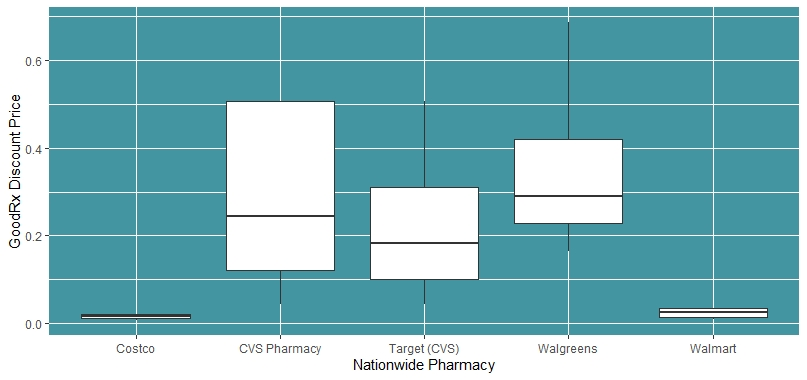 GoodRx Discount Price
0.6
0.4
0.2
0.0
Costco
CVS Pharmacy
Target (CVS)
Walgreens
Walmart
Nationwide Pharmacy